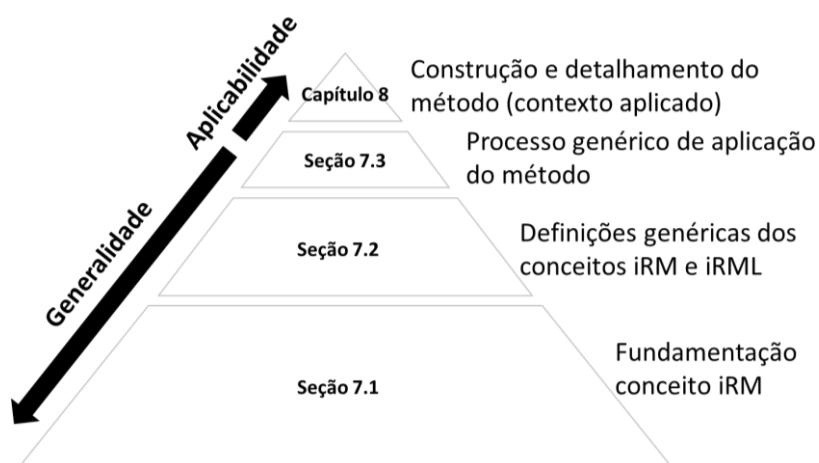 Aplicabilidade
Generalidade
Capítulo 8
Construção e detalhamento do
método (contexto aplicado)
Seção 7.3
Processo genérico de aplicação
do método
Seção 7.2
Definições genéricas dos
conceitos iRM e iRML
Seção 7.1
Fundamentação
conceito iRM